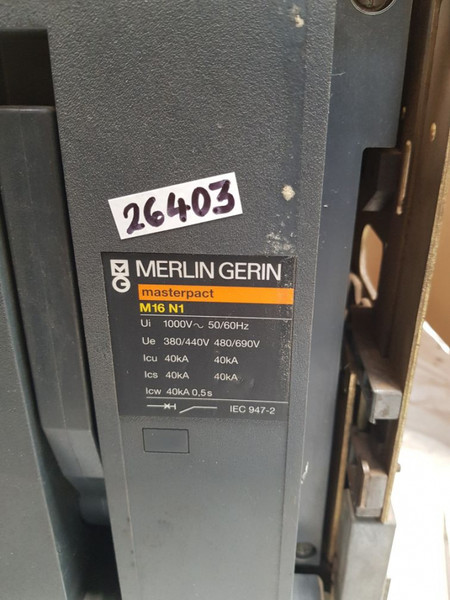 26403
MERLIN GERIN
masterpact
M16 N1
Ui 1000V~ 50/60Hz
Ue 380/440V 480/690V
Icu 40kA 40kA
Ics 40kA 40kA
Icw 40kA 0,5s
IEC 947-2